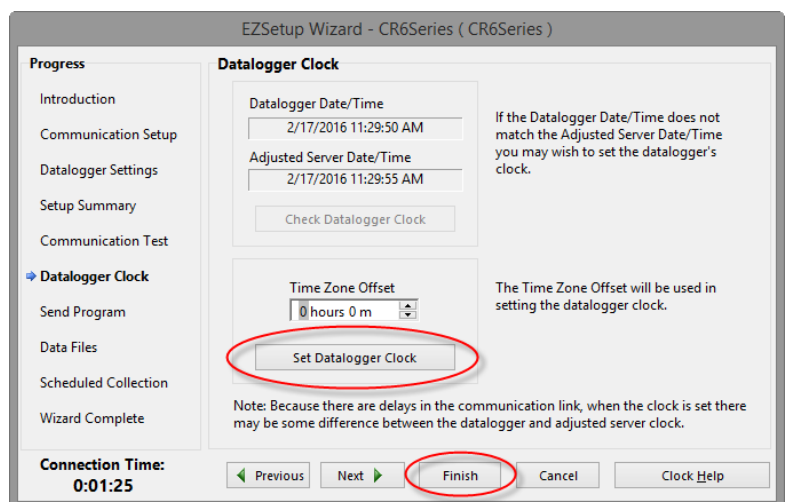 EZSetup Wizard - CR6Series ( CR6Series )
Progress
Introduction
Communication Setup
Datalogger Settings
Setup Summary
Communication Test
Datalogger Clock
Send Program
Data Files
Scheduled Collection
Wizard Complete
Connection Time:
0:01:25
Datalogger Clock
Datalogger Date/Time
2/17/2016 11:29:50 AM
Adjusted Server Date/Time
2/17/2016 11:29:55 AM
Check Datalogger Clock
If the Datalogger Date/Time does not
match the Adjusted Server Date/Time
you may wish to set the datalogger's
clock.
Time Zone Offset
0 hours 0 m
Set Datalogger Clock
The Time Zone Offset will be used in
setting the datalogger clock.
Note: Because there are delays in the communication link, when the clock is set there
may be some difference between the datalogger and adjusted server clock.
Previous
Next
Finish
Cancel
Clock Help